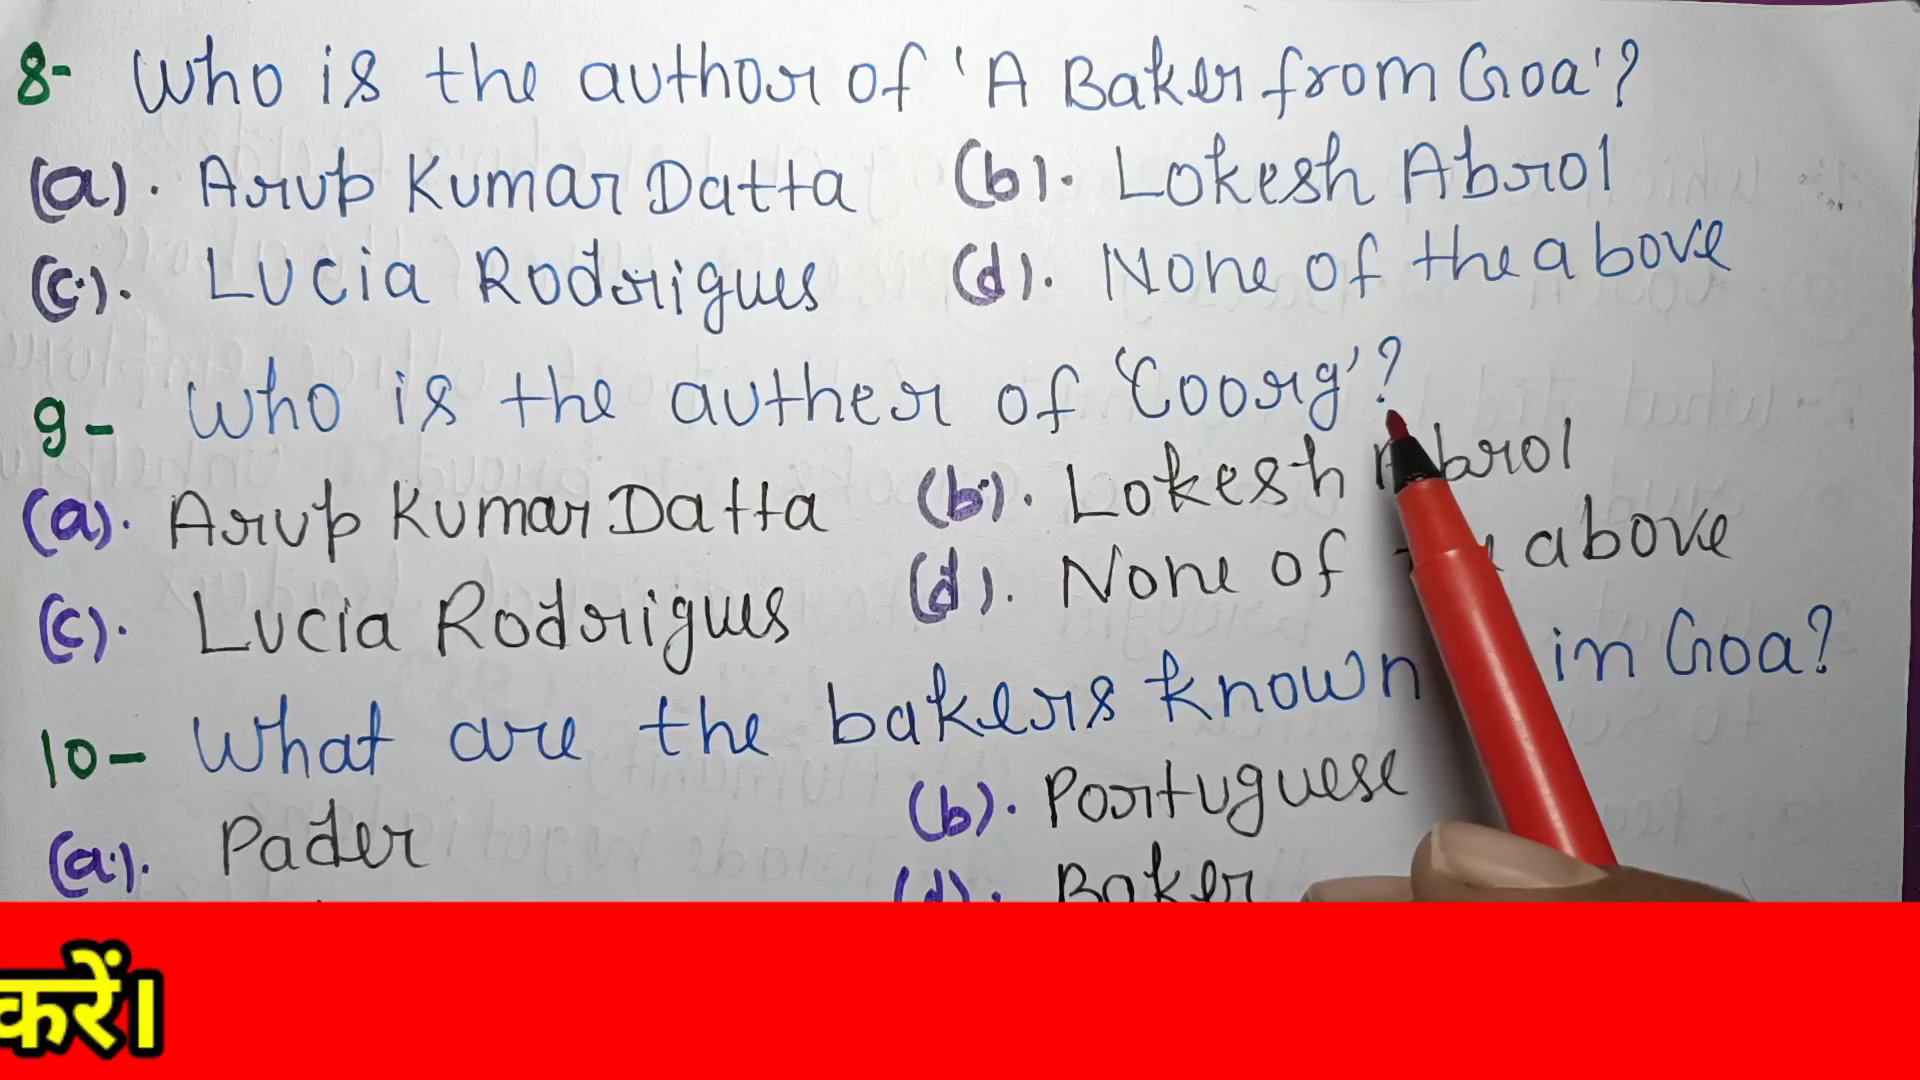 8- Who is the author of 'A Baker from Goa'?
(a). Arup Kumar Datta (b). Lokesh Abrol
(c). Lucia Rodrigues (d). None of the above
9- Who is the auther of 'Coorg'?
(a). Arup Kumar Datta (b). Lokesh Abrol
(c). Lucia Rodrigues (d). None of above
10- What are the bakers known in Goa?
(a). Pader (b). Portuguese
(d). Baker
करें।